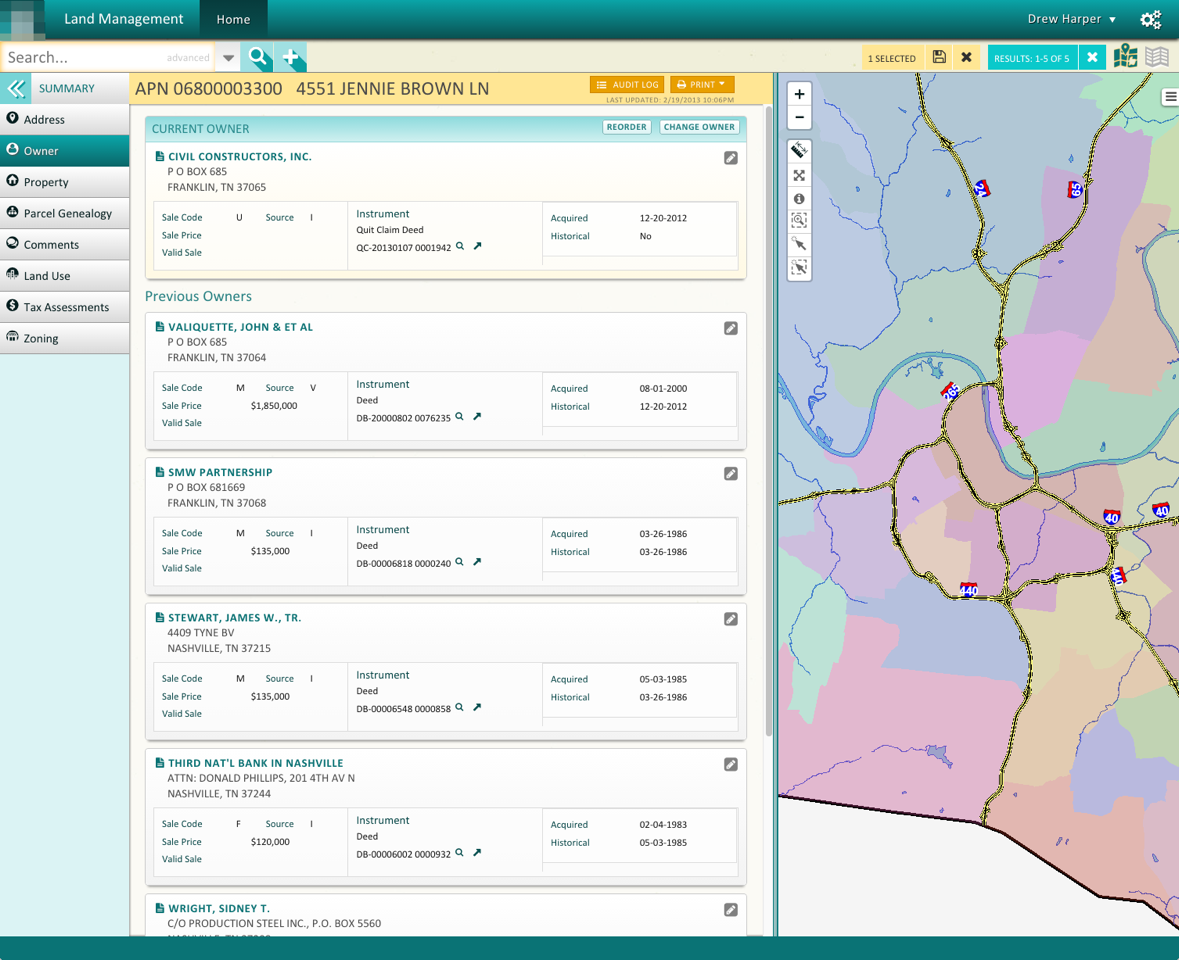 Land Management
Home
Drew Harper
Search...
advanced
1 SELECTED
RESULTS: 1-5 OF 5
SUMMARY
APN 06800003300 4551 JENNIE BROWN LN
AUDIT LOG
PRINT
LAST UPDATED: 2/19/2013 10:06PM
Address
Owner
Property
Parcel Genealogy
Comments
Land Use
Tax Assessments
Zoning
CURRENT OWNER
REORDER
CHANGE OWNER
CIVIL CONSTRUCTORS, INC.
P O BOX 685
FRANKLIN, TN 37065
Sale Code U Source I
Sale Price
Valid Sale
Instrument
Quit Claim Deed
QC-20130107 0001942
Acquired 12-20-2012
Historical No
Previous Owners
VALIQUETTE, JOHN & ET AL
P O BOX 685
FRANKLIN, TN 37064
Sale Code M Source V
Sale Price $1,850,000
Valid Sale
Instrument
Deed
DB-20000802 0076235
Acquired 08-01-2000
Historical 12-20-2012
SMW PARTNERSHIP
P O BOX 681669
FRANKLIN, TN 37068
Sale Code M Source I
Sale Price $135,000
Valid Sale
Instrument
Deed
DB-00006818 0000240
Acquired 03-26-1986
Historical 03-26-1986
STEWART, JAMES W., TR.
4409 TYNE BV
NASHVILLE, TN 37215
Sale Code M Source I
Sale Price $135,000
Valid Sale
Instrument
Deed
DB-00006548 0000858
Acquired 05-03-1985
Historical 03-26-1986
THIRD NAT'L BANK IN NASHVILLE
ATTN: DONALD PHILLIPS, 201 4TH AV N
NASHVILLE, TN 37244
Sale Code F Source I
Sale Price $120,000
Valid Sale
Instrument
Deed
DB-00006002 0000932
Acquired 02-04-1983
Historical 05-03-1985
WRIGHT, SIDNEY T.
C/O PRODUCTION STEEL INC., P.O. BOX 5560
+
−
24
65
265
40
40
440
440